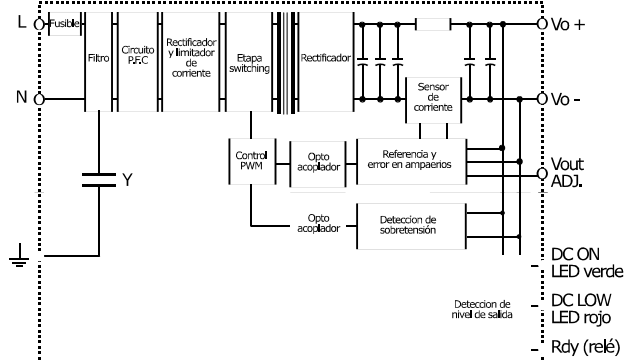 L
Fusible
Filtro
Circuito
P.F.C
Rectificador
y limitador
de
corriente
Etapa
switching
Rectificador
Vo +
N
Sensor
de
corriente
Vo -
Control
PWM
Opto
acoplador
Referencia y
error en ampaerios
Vout
ADJ.
Y
Opto
acoplador
Deteccion de
sobretensión
DC ON
LED verde
Deteccion de
nivel de salida
DC LOW
LED rojo
Rdy (relé)